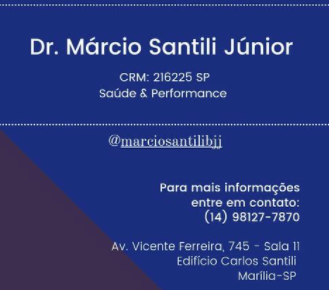 Dr. Márcio Santili Júnior
CRM: 216225 SP
Saúde & Performance
@marciosantilibjj
Para mais informações
entre em contato:
(14) 98127-7870
Av. Vicente Ferreira, 745 - Sala 11
Edifício Carlos Santili
Marília-SP